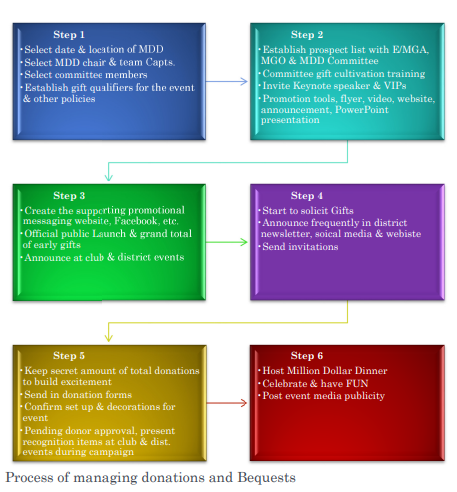 Step 1
•Select date & location of MDD
•Select MDD chair & team Capts.
•Select committee members
•Establish gift qualifiers for the event
& other policies
Step 2
•Establish prospect list with E/MGA,
MGO & MDD Committee
•Committee gift cultivation training
•Invite Keynote speaker & VIPs
•Promotion tools, flyer, video, website,
announcement, PowerPoint
presentation
Step 3
•Create the supporting promotional
messaging website, Facebook, etc.
•Official public Launch & grand total
of early gifts
•Announce at club & district events
Step 4
•Start to solicit Gifts
•Announce frequently in district
newsletter, soical media & webiste
•Send invitations
Step 5
•Keep secret amount of total donations
to build excitement
•Send in donation forms
•Confirm set up & decorations for
event
•Pending donor approval, present
recognition items at club & dist.
events during campaign
Step 6
•Host Million Dollar Dinner
•Celebrate & have FUN
•Post event media publicity
Process of managing donations and Bequests